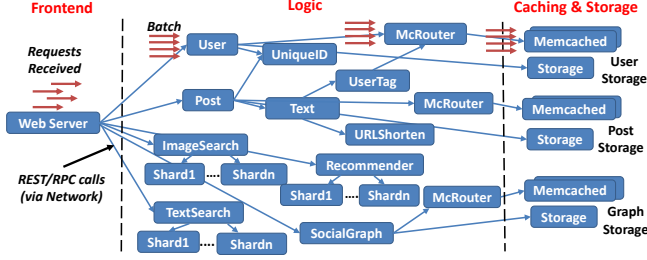 Frontend
Logic
Caching & Storage
Batch
Requests
Received
User
UniqueID
McRouter
Memcached
Storage
User
Storage
UserTag
Web Server
Post
Text
McRouter
Memcached
URLShorten
Storage
Post
Storage
ImageSearch
Shard1
....
Shardn
Recommender
Shard1
....
Shardn
REST/RPC calls
(via Network)
McRouter
Memcached
Storage
Graph
Storage
TextSearch
Shard1
....
Shardn
SocialGraph